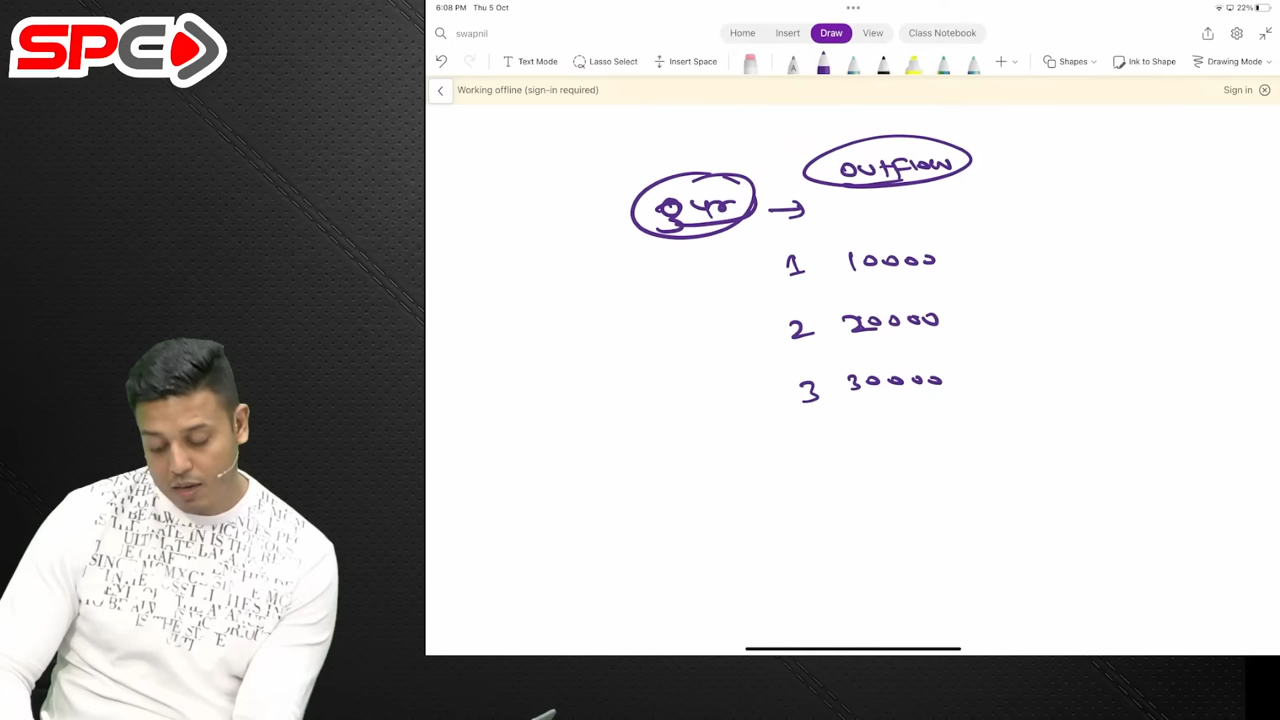 SPE
6:08 PM Thu 5 Oct
22%
swapnil
Home Insert Draw View Class Notebook
Text Mode Lasso Select Insert Space Shapes Ink to Shape Drawing Mode
Working offline (sign-in required) Sign in
outflow
3 yr →
1 10000
2 20000
3 30000